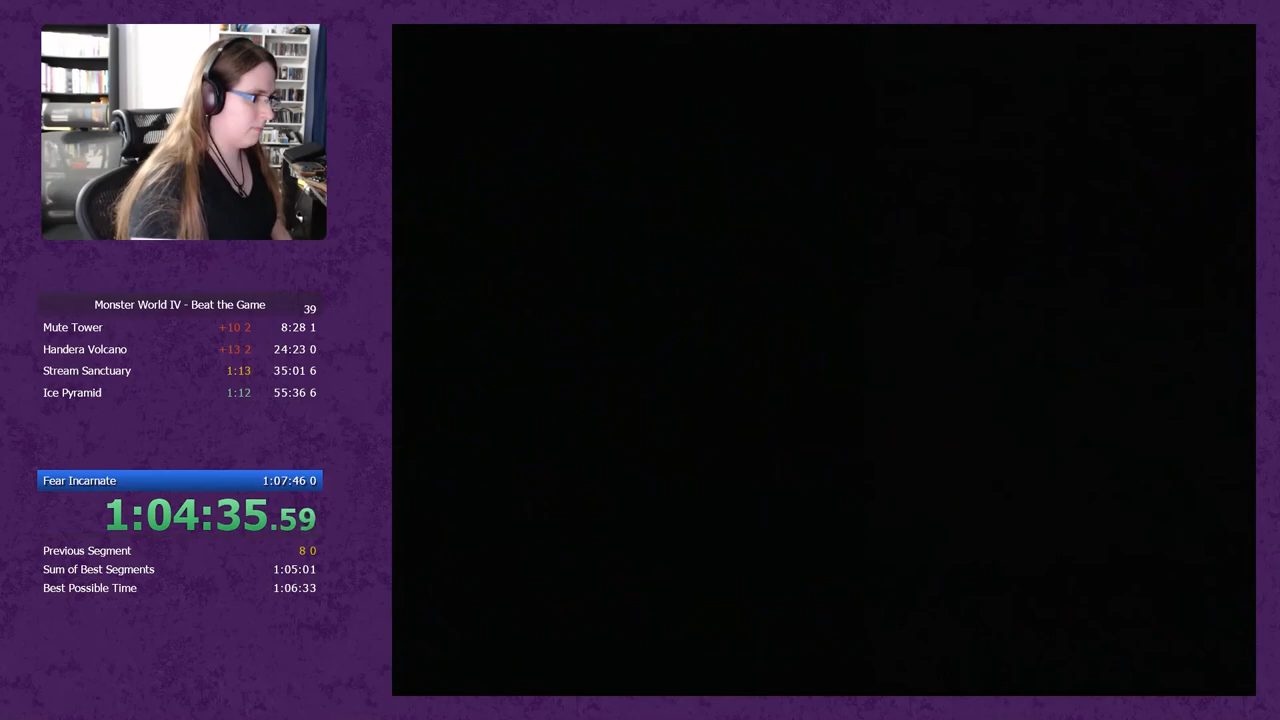 Monster World IV - Beat the Game
39
Mute Tower +10 2 8:28 1
Handera Volcano +13 2 24:23 0
Stream Sanctuary 1:13 35:01 6
Ice Pyramid 1:12 55:36 6
Fear Incarnate 1:07:46 0
1:04:35.59
Previous Segment 8 0
Sum of Best Segments 1:05:01
Best Possible Time 1:06:33